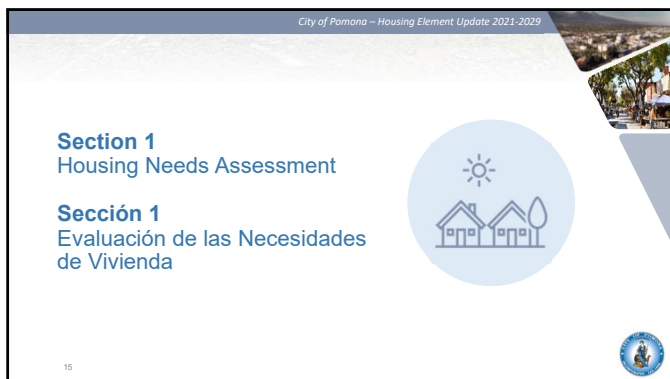 City of Pomona – Housing Element Update 2021-2029
Section 1
Housing Needs Assessment
Sección 1
Evaluación de las Necesidades
de Vivienda
15